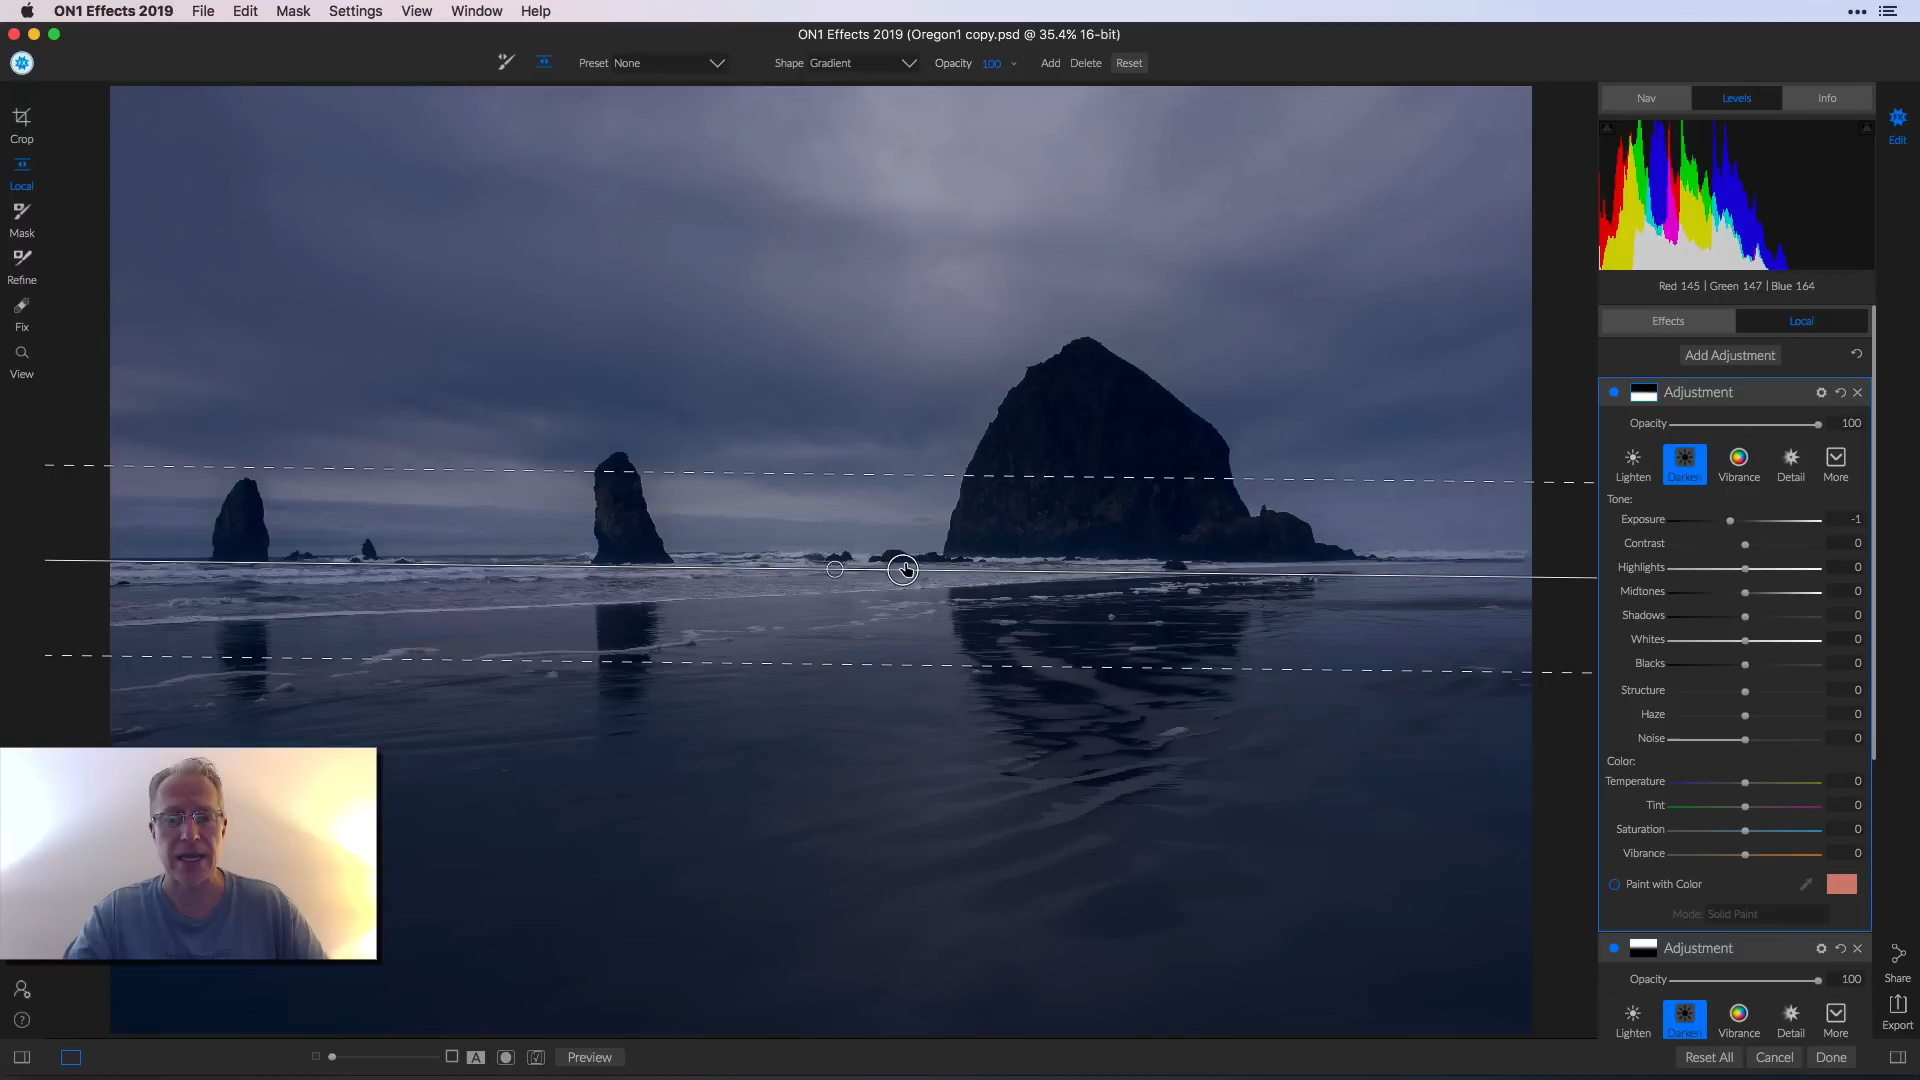 ON1 Effects 2019 File Edit Mask Settings View Window Help
ON1 Effects 2019 (Oregon1 copy.psd @ 35.4% 16-bit)
Preset None Shape Gradient Opacity 100 Add Delete Reset
Crop
Local
Mask
Refine
Fix
View
Nav Levels Info
Edit
Red 145 | Green 147 | Blue 164
Effects Local
Add Adjustment
Adjustment
Opacity 100
Lighten Darken Vibrance Detail More
Tone:
Exposure -1
Contrast 0
Highlights 0
Midtones 0
Shadows 0
Whites 0
Blacks 0
Structure 0
Haze 0
Noise 0
Color:
Temperature 0
Tint 0
Saturation 0
Vibrance 0
Paint with Color
Mode: Solid Paint
Adjustment
Opacity 100
Lighten Darken Vibrance Detail More
Share
Export
A Preview
Reset All Cancel Done